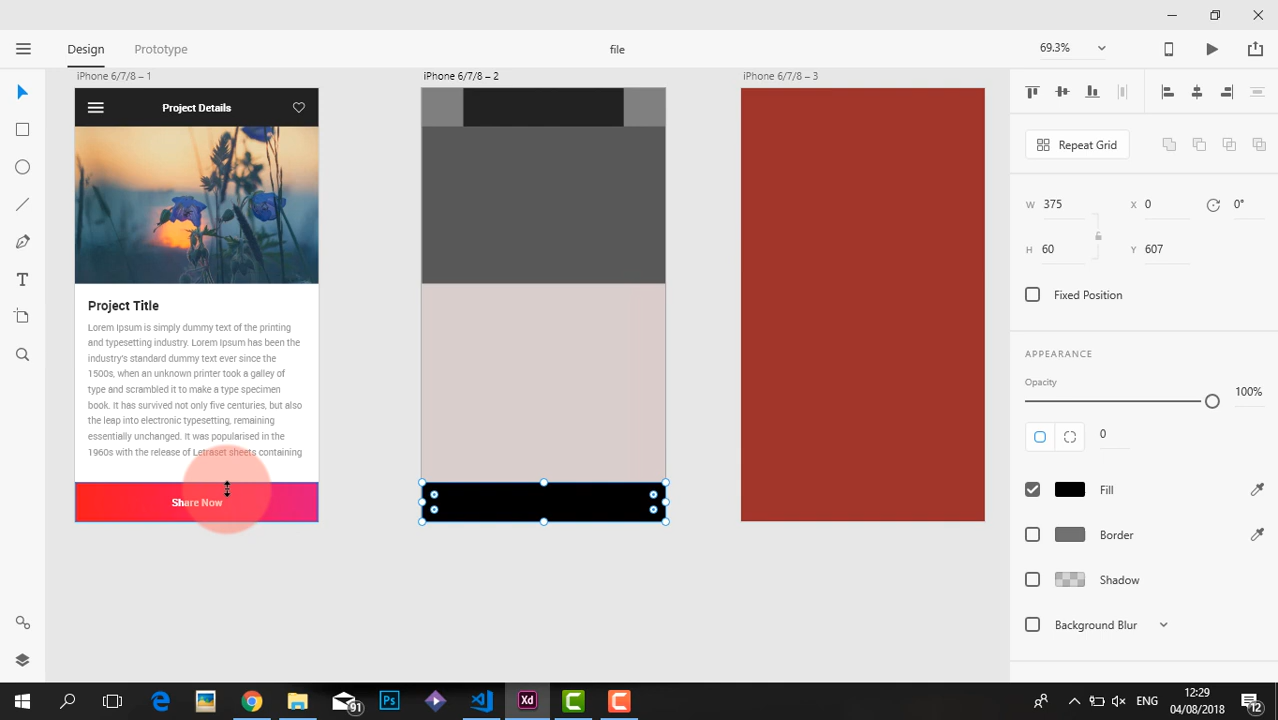 Design
Prototype
file
69.3%
iPhone 6/7/8 – 1
iPhone 6/7/8 – 2
iPhone 6/7/8 – 3
Project Details
Project Title
Lorem Ipsum is simply dummy text of the printing
and typesetting industry. Lorem Ipsum has been the
industry's standard dummy text ever since the
1500s, when an unknown printer took a galley of
type and scrambled it to make a type specimen
book. It has survived not only five centuries, but also
the leap into electronic typesetting, remaining
essentially unchanged. It was popularised in the
1960s with the release of Letraset sheets containing
Share Now
Repeat Grid
W 375
X 0
0°
H 60
Y 607
Fixed Position
APPEARANCE
Opacity
100%
0
Fill
Border
Shadow
Background Blur
91
Ps
Xd
ENG
12:29
04/08/2018
12